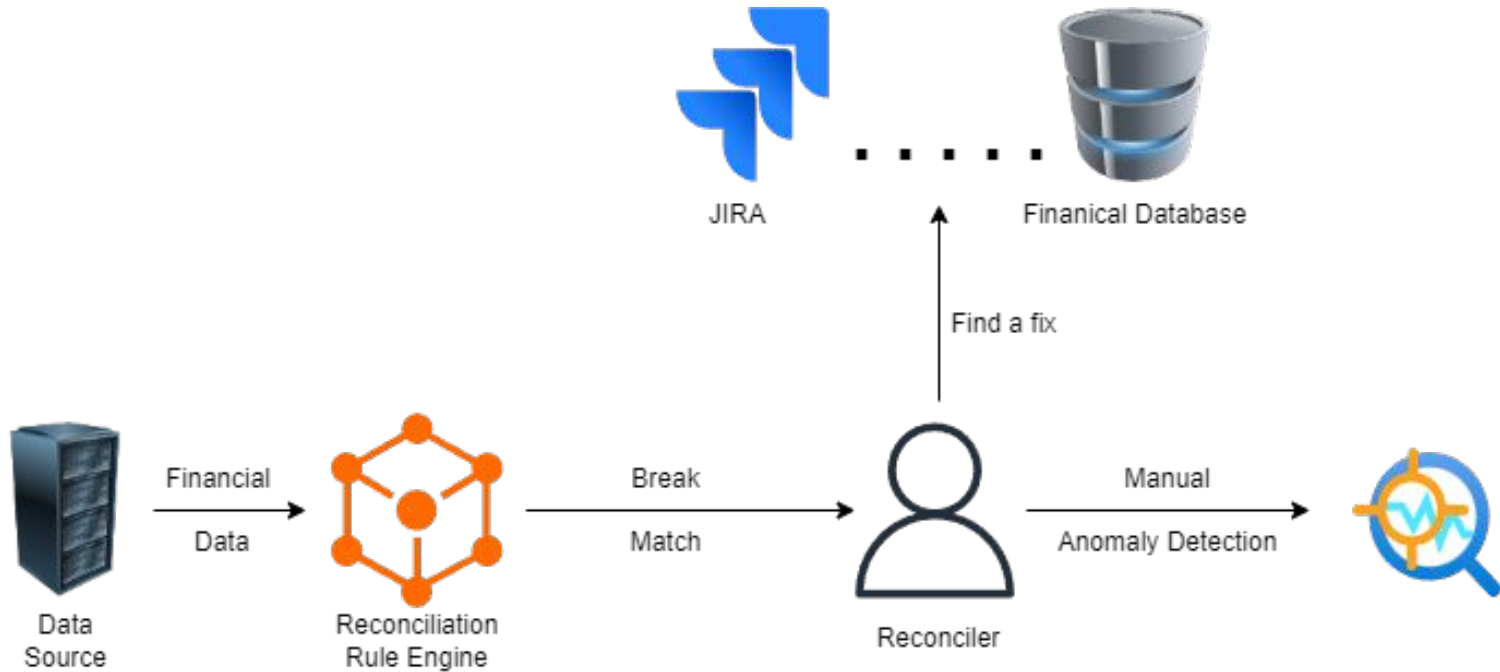 JIRA
Finanical Database
Find a fix
Financial
Data
Break
Match
Manual
Anomaly Detection
Data
Source
Reconciliation
Rule Engine
Reconciler